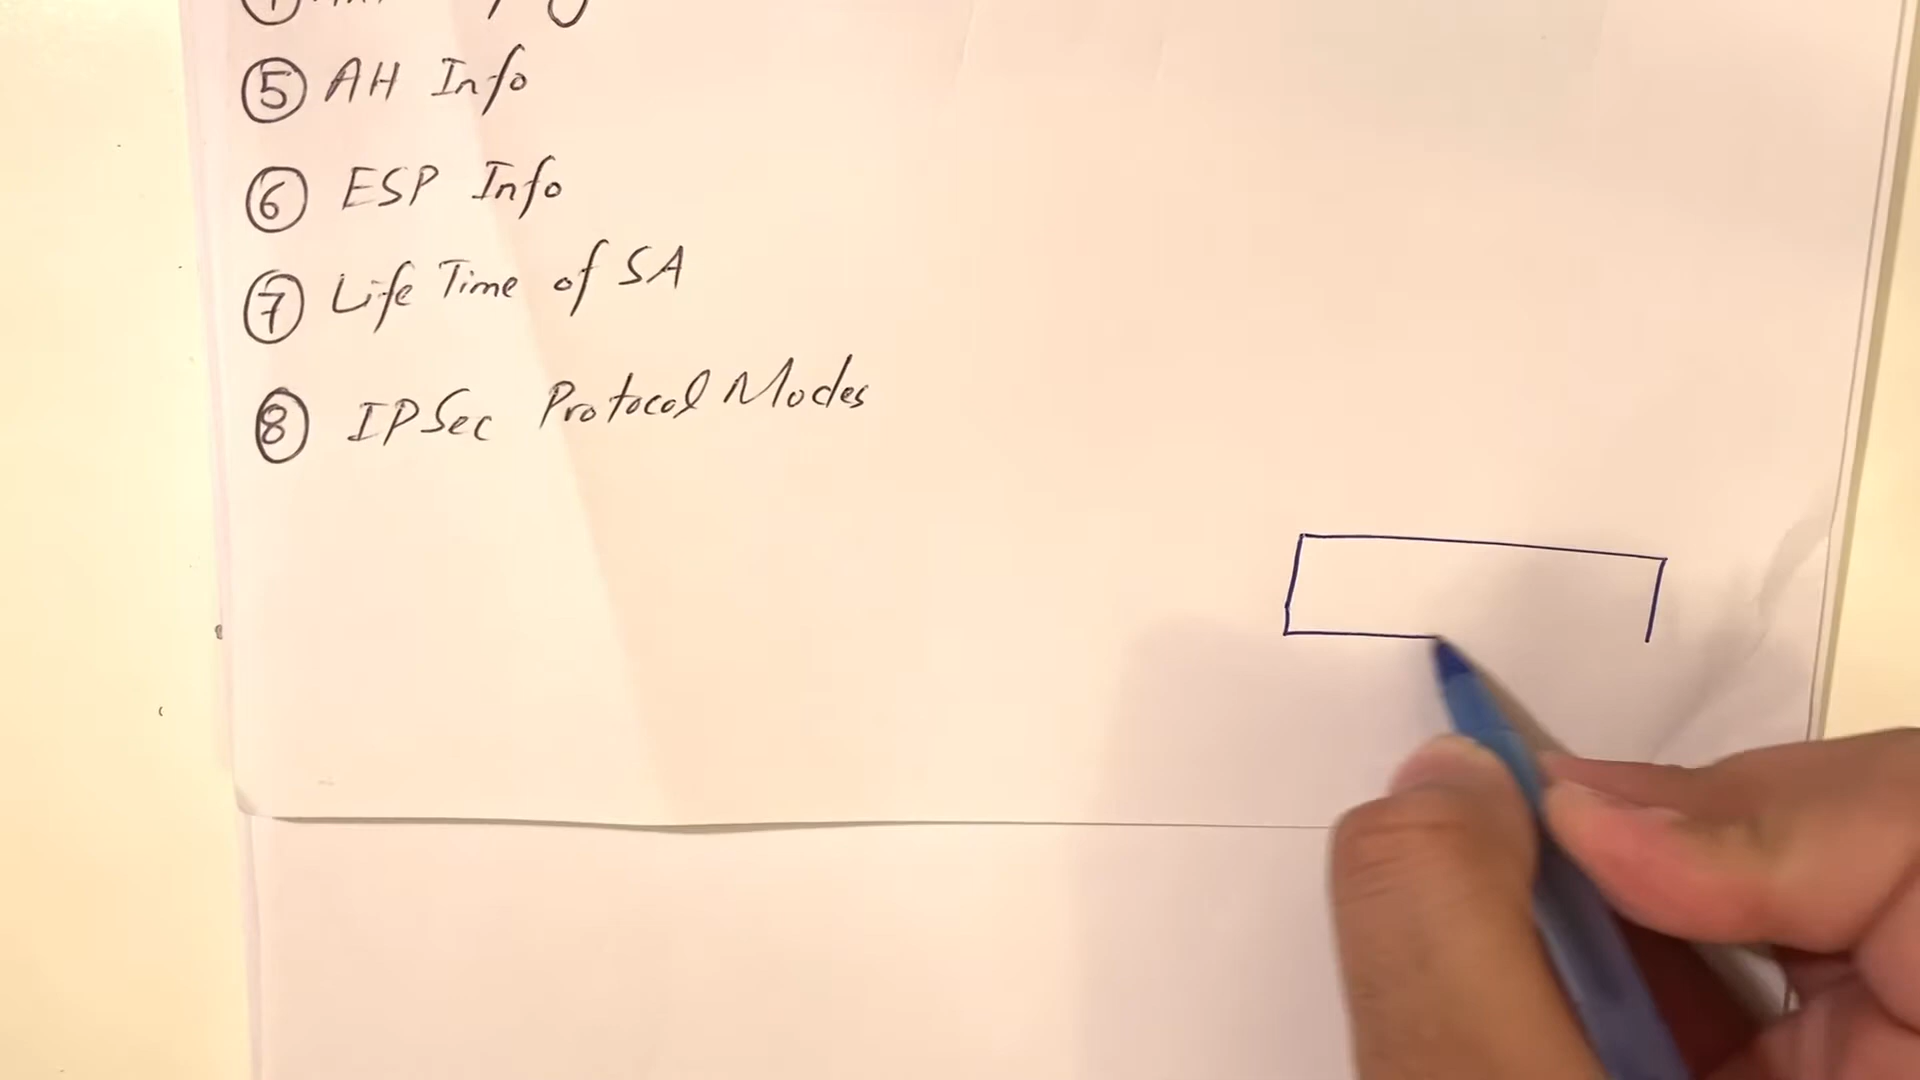 ⑤ AH Info
⑥ ESP Info
⑦ Life Time of SA
⑧ IPSec Protocol Modes